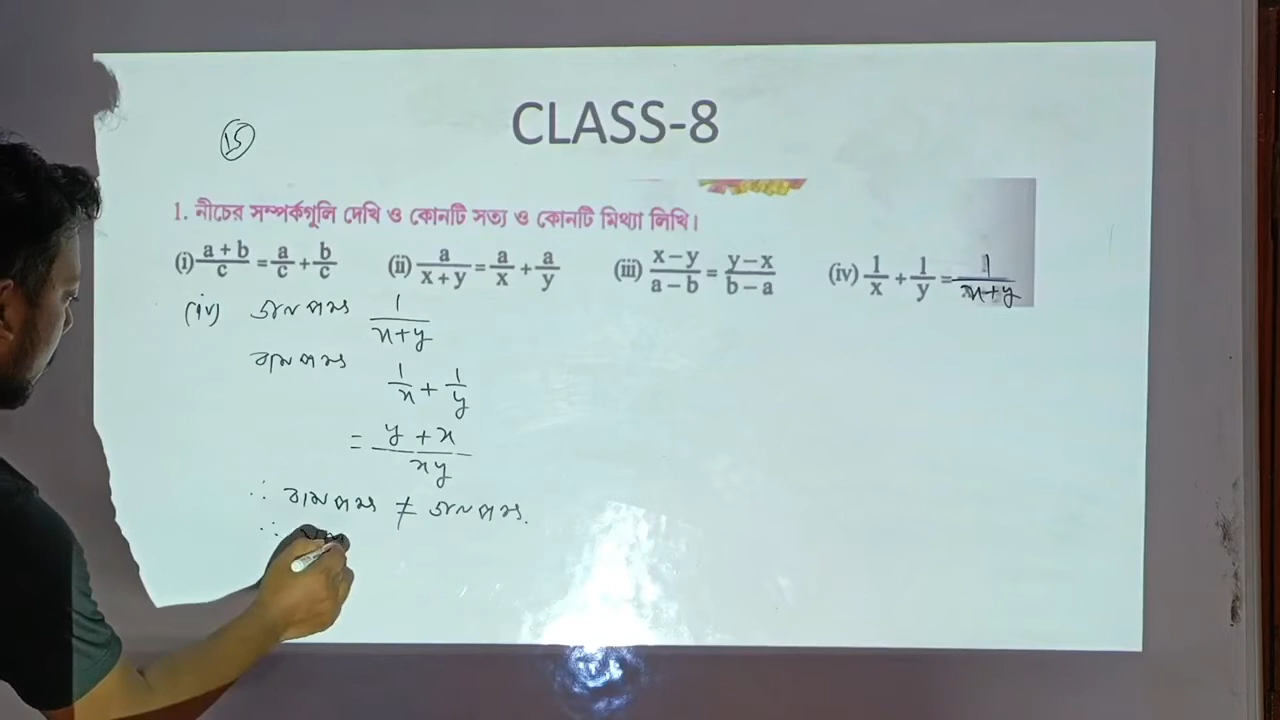 CLASS-8
15
1. নীচের সম্পর্কগুলি দেখি ও কোনটি সত্য ও কোনটি মিথ্যা লিখি।
(i) a + b / c = a/c + b/c (ii) a / x + y = a/x + a/y (iii) x – y / a – b = y – x / b – a (iv) 1/x + 1/y = 1 / x+y
(iv) ডানপক্ষ 1 / x+y
বামপক্ষ
1/x + 1/y
= y + x / xy
∴ বামপক্ষ ≠ ডানপক্ষ.
∴